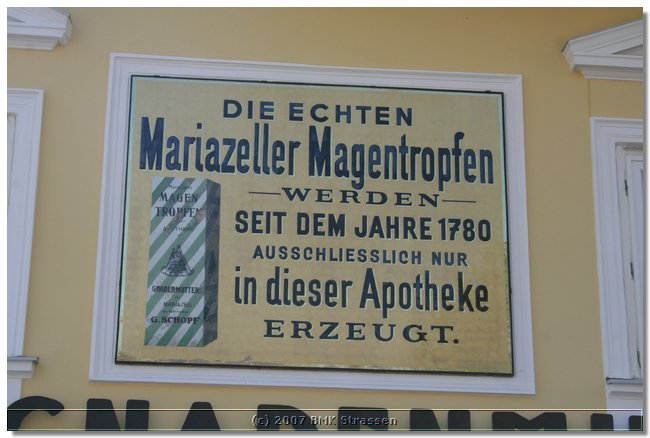 DIE ECHTEN
Mariazeller Magentropfen
WERDEN
SEIT DEM JAHRE 1780
AUSSCHLIESSLICH NUR
in dieser Apotheke
ERZEUGT.
MAGEN
TROPFEN
GNADENMUTTER
MARIAZELL
G. SCHOPF
GNADENMU
(c) 2007 BMK Strassen